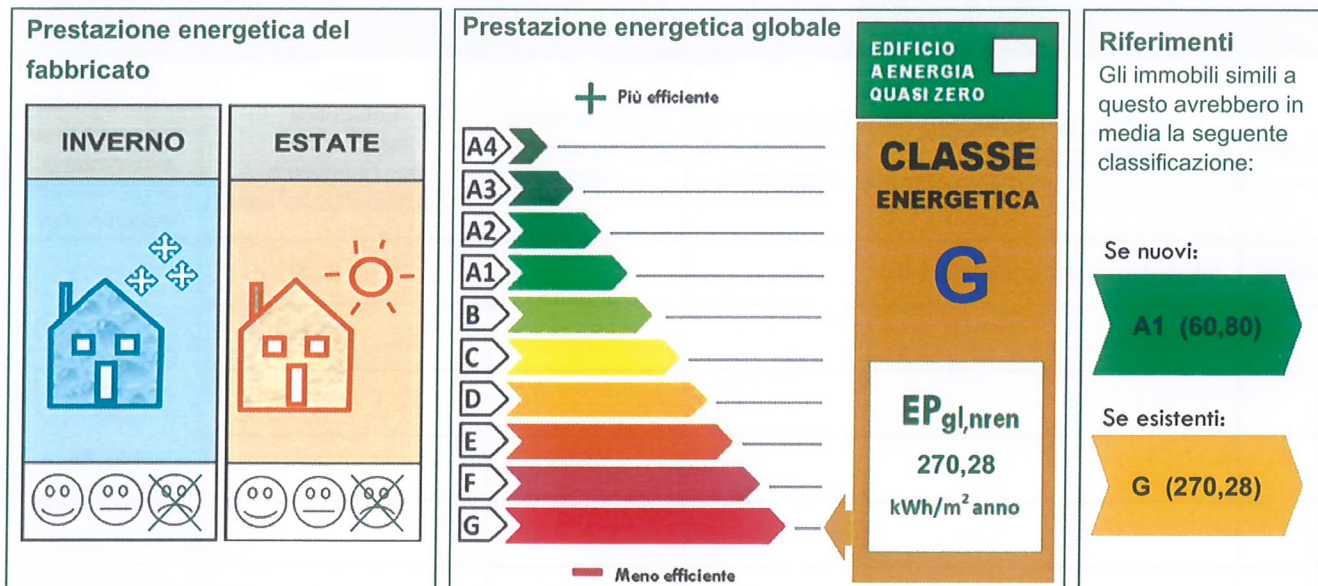 Prestazione energetica del
fabbricato
INVERNO
ESTATE
Prestazione energetica globale
+ Più efficiente
A4
A3
A2
A1
B
C
D
E
F
G
Meno efficiente
EDIFICIO
A ENERGIA
QUASI ZERO
CLASSE
ENERGETICA
G
EPgl,nren
270,28
kWh/m² anno
Riferimenti
Gli immobili simili a
questo avrebbero in
media la seguente
classificazione:
Se nuovi:
A1 (60,80)
Se esistenti:
G (270,28)